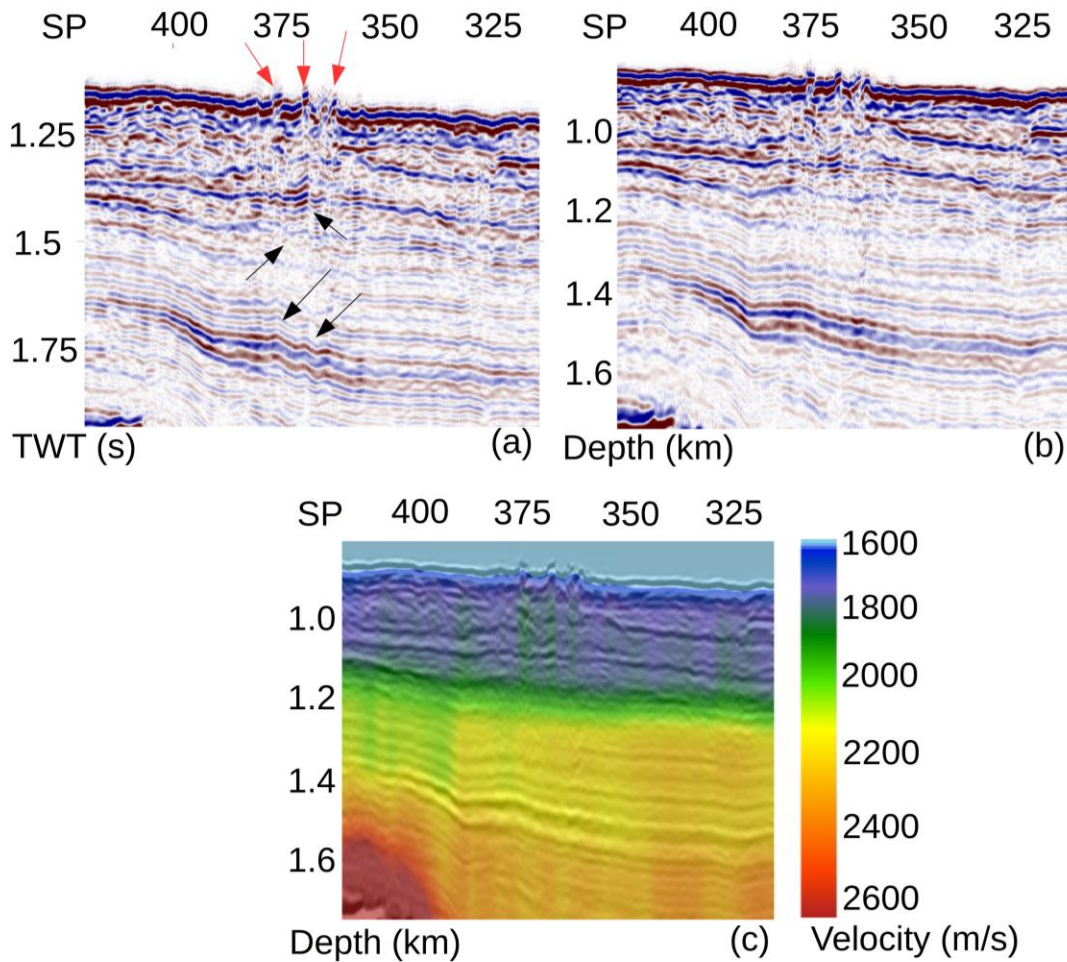 SP 400 375 350 325
1.25
1.5
1.75
TWT (s) (a)
SP 400 375 350 325
1.0
1.2
1.4
1.6
Depth (km) (b)
SP 400 375 350 325
1.0
1.2
1.4
1.6
Depth (km) (c)
1600
1800
2000
2200
2400
2600
Velocity (m/s)